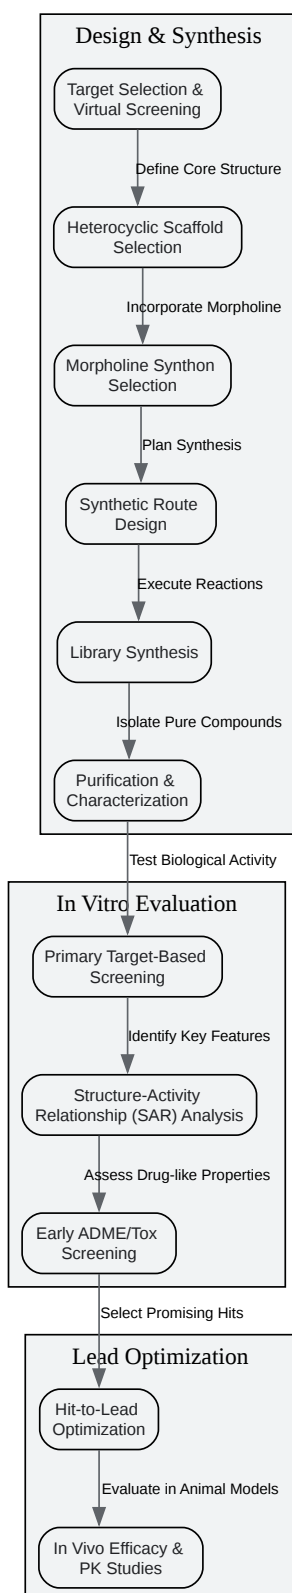 Design & Synthesis
Target Selection &
Virtual Screening
Define Core Structure
Heterocyclic Scaffold
Selection
Incorporate Morpholine
Morpholine Synthon
Selection
Plan Synthesis
Synthetic Route
Design
Execute Reactions
Library Synthesis
Isolate Pure Compounds
Purification &
Characterization
Test Biological Activity
In Vitro Evaluation
Primary Target-Based
Screening
Identify Key Features
Structure-Activity
Relationship (SAR) Analysis
Assess Drug-like Properties
Early ADME/Tox
Screening
Select Promising Hits
Lead Optimization
Hit-to-Lead
Optimization
Evaluate in Animal Models
In Vivo Efficacy &
PK Studies